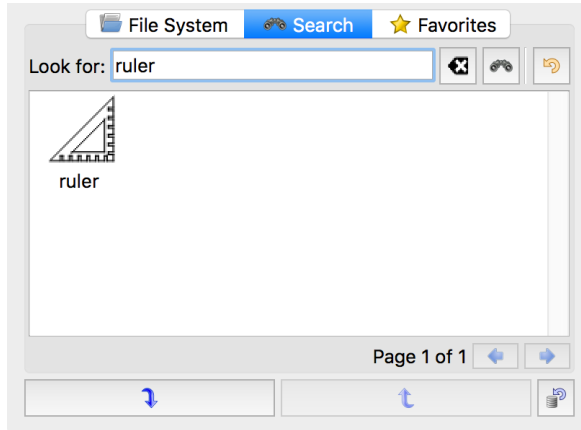 File System Search Favorites
Look for: ruler
ruler
Page 1 of 1